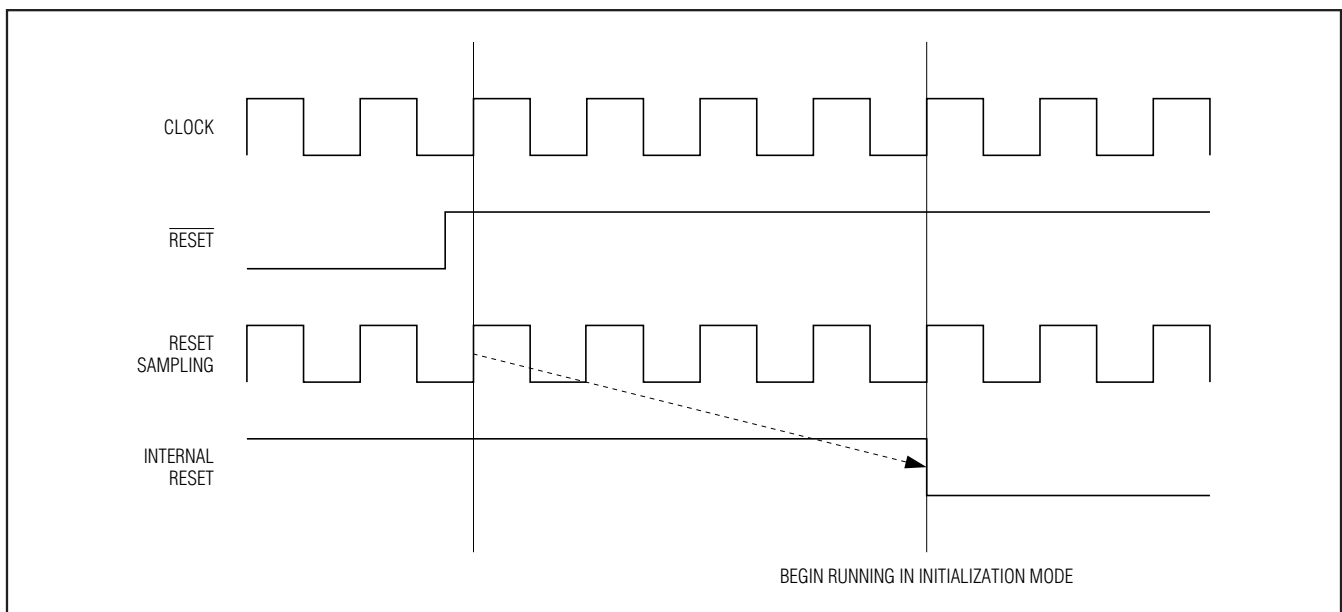 CLOCK
RESET
RESET
SAMPLING
INTERNAL
RESET
BEGIN RUNNING IN INITIALIZATION MODE